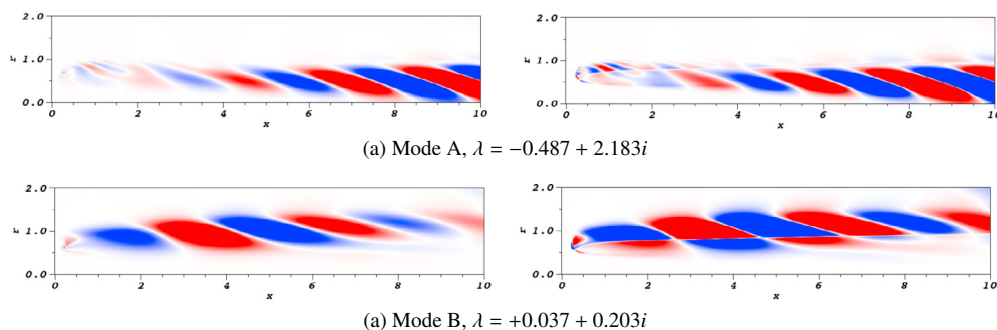 2.0 2.0
r 1.0 r 1.0
0.0 0.0
0 2 4 6 8 10 0 2 4 6 8 10
x x
(a) Mode A, λ = −0.487 + 2.183i
2.0 2.0
r 1.0 r 1.0
0.0 0.0
0 2 4 6 8 10 0 2 4 6 8 10
x x
(a) Mode B, λ = +0.037 + 0.203i